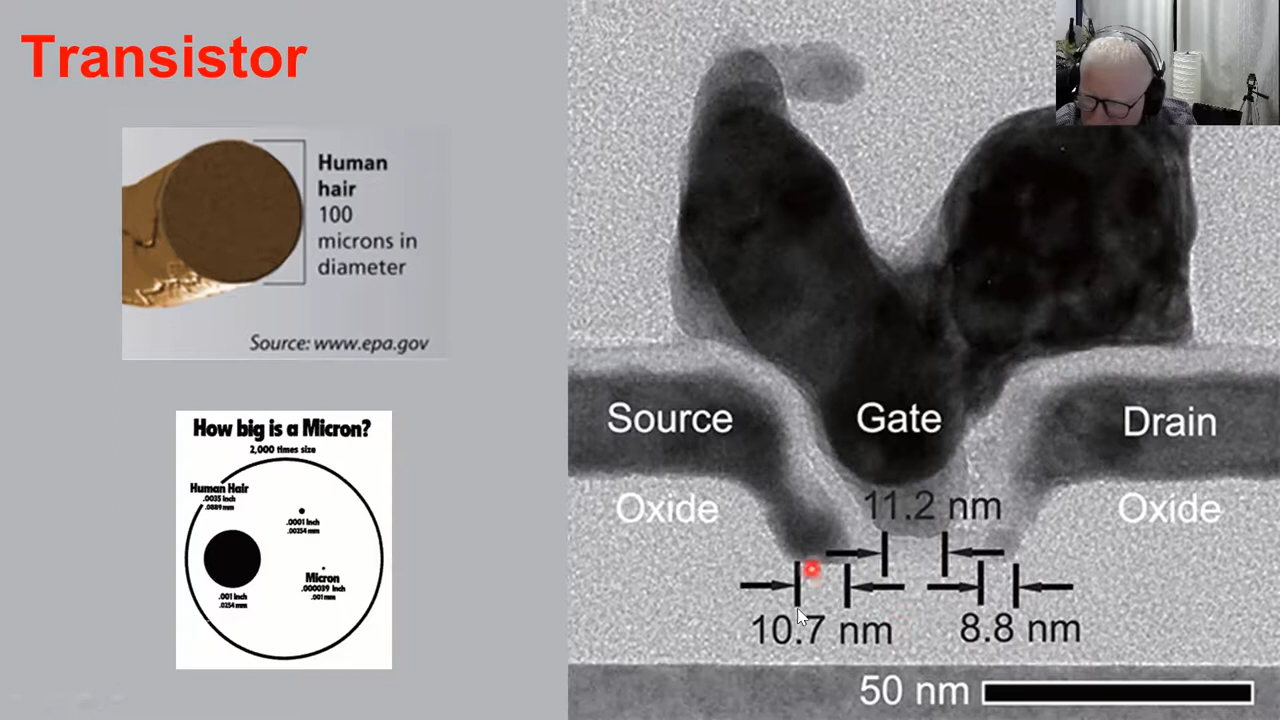 Transistor
Human
hair
100
microns in
diameter
Source: www.epa.gov
How big is a Micron?
2,000 times size
Human Hair
.0035 Inch
.0889 mm
.0001 Inch
.00254 mm
Micron
.000039 Inch
.001 mm
.001 Inch
.0254 mm
Source
Gate
Drain
Oxide
11.2 nm
Oxide
10.7 nm
8.8 nm
50 nm